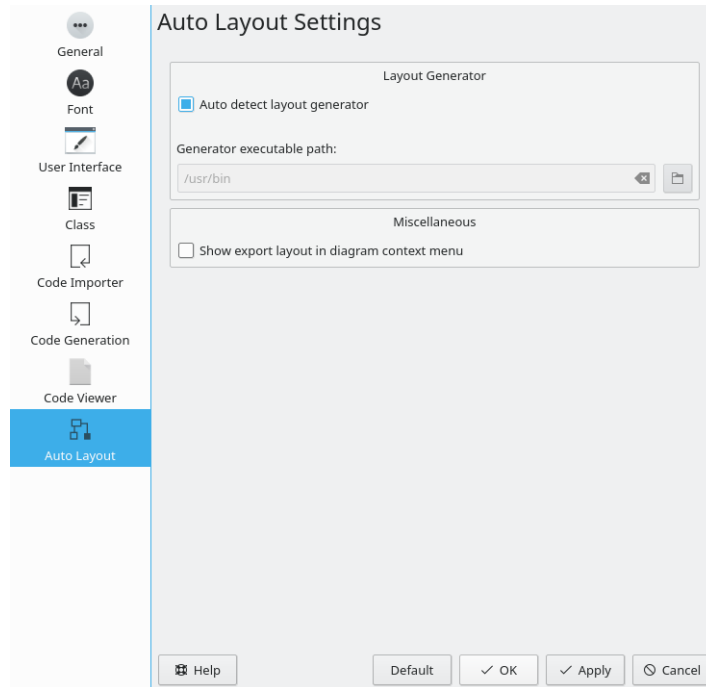 General
Aa
Font
User Interface
Class
Code Importer
Code Generation
Code Viewer
Auto Layout
Auto Layout Settings
Layout Generator
Auto detect layout generator
Generator executable path:
/usr/bin
Miscellaneous
Show export layout in diagram context menu
Help
Default
OK
Apply
Cancel